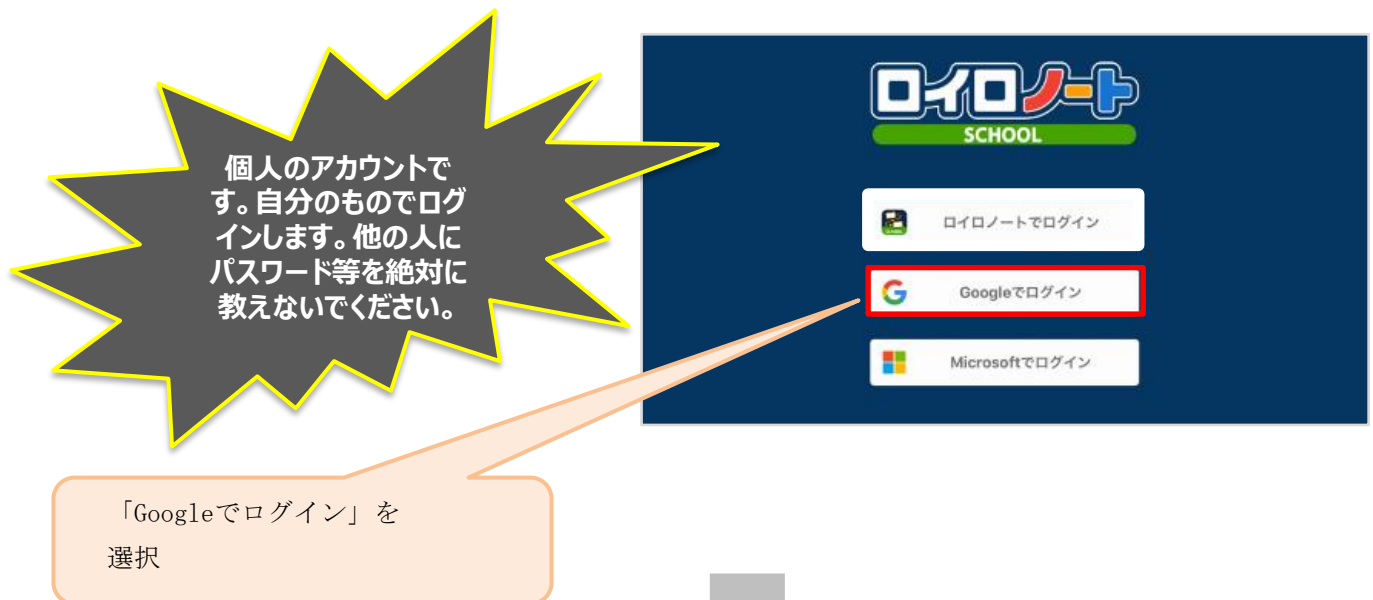 個人のアカウントで
す。自分のものでログ
インします。他の人に
パスワード等を絶対に
教えないでください。
ロイロノート
SCHOOL
ロイロノートでログイン
Googleでログイン
Microsoftでログイン
「Googleでログイン」を
選択